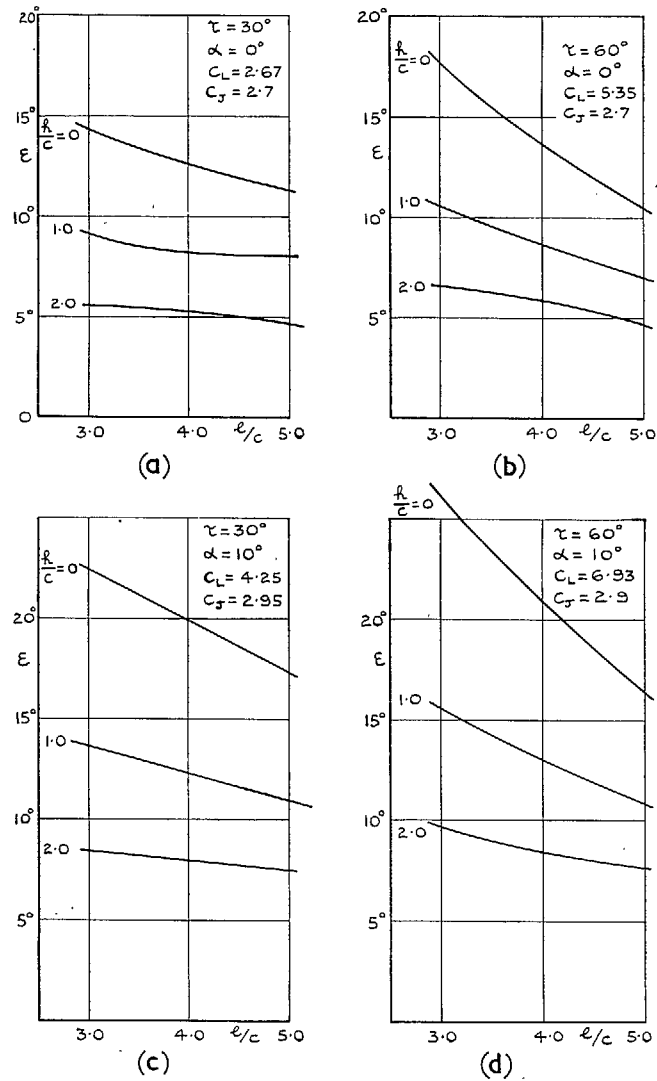 20°
15°
ε
10°
5°
0
h/c = 0
1.0
2.0
τ = 30°
α = 0°
C_L = 2.67
C_J = 2.7
3.0 4.0 ℓ/c 5.0
(a)
20°
15°
ε
10°
5°
h/c = 0
1.0
2.0
τ = 60°
α = 0°
C_L = 5.35
C_J = 2.7
3.0 4.0 ℓ/c 5.0
(b)
h/c = 0
20°
ε
15°
1.0
10°
2.0
5°
τ = 30°
α = 10°
C_L = 4.25
C_J = 2.95
3.0 4.0 ℓ/c 5.0
(c)
h/c = 0
20°
ε
1.0
15°
10°
2.0
5°
τ = 60°
α = 10°
C_L = 6.93
C_J = 2.9
3.0 4.0 ℓ/c 5.0
(d)